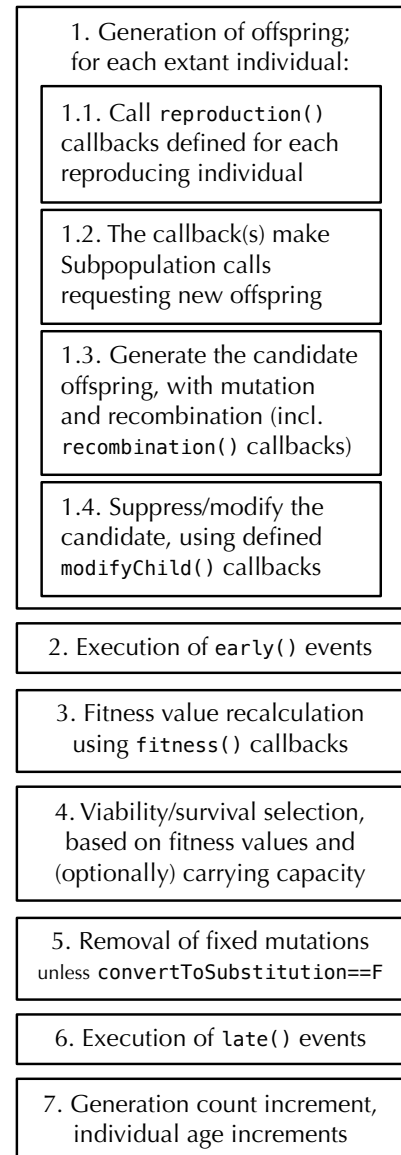 1. Generation of offspring;
for each extant individual:
1.1. Call reproduction()
callbacks defined for each
reproducing individual
1.2. The callback(s) make
Subpopulation calls
requesting new offspring
1.3. Generate the candidate
offspring, with mutation
and recombination (incl.
recombination() callbacks)
1.4. Suppress/modify the
candidate, using defined
modifyChild() callbacks
2. Execution of early() events
3. Fitness value recalculation
using fitness() callbacks
4. Viability/survival selection,
based on fitness values and
(optionally) carrying capacity
5. Removal of fixed mutations
unless convertToSubstitution==F
6. Execution of late() events
7. Generation count increment,
individual age increments